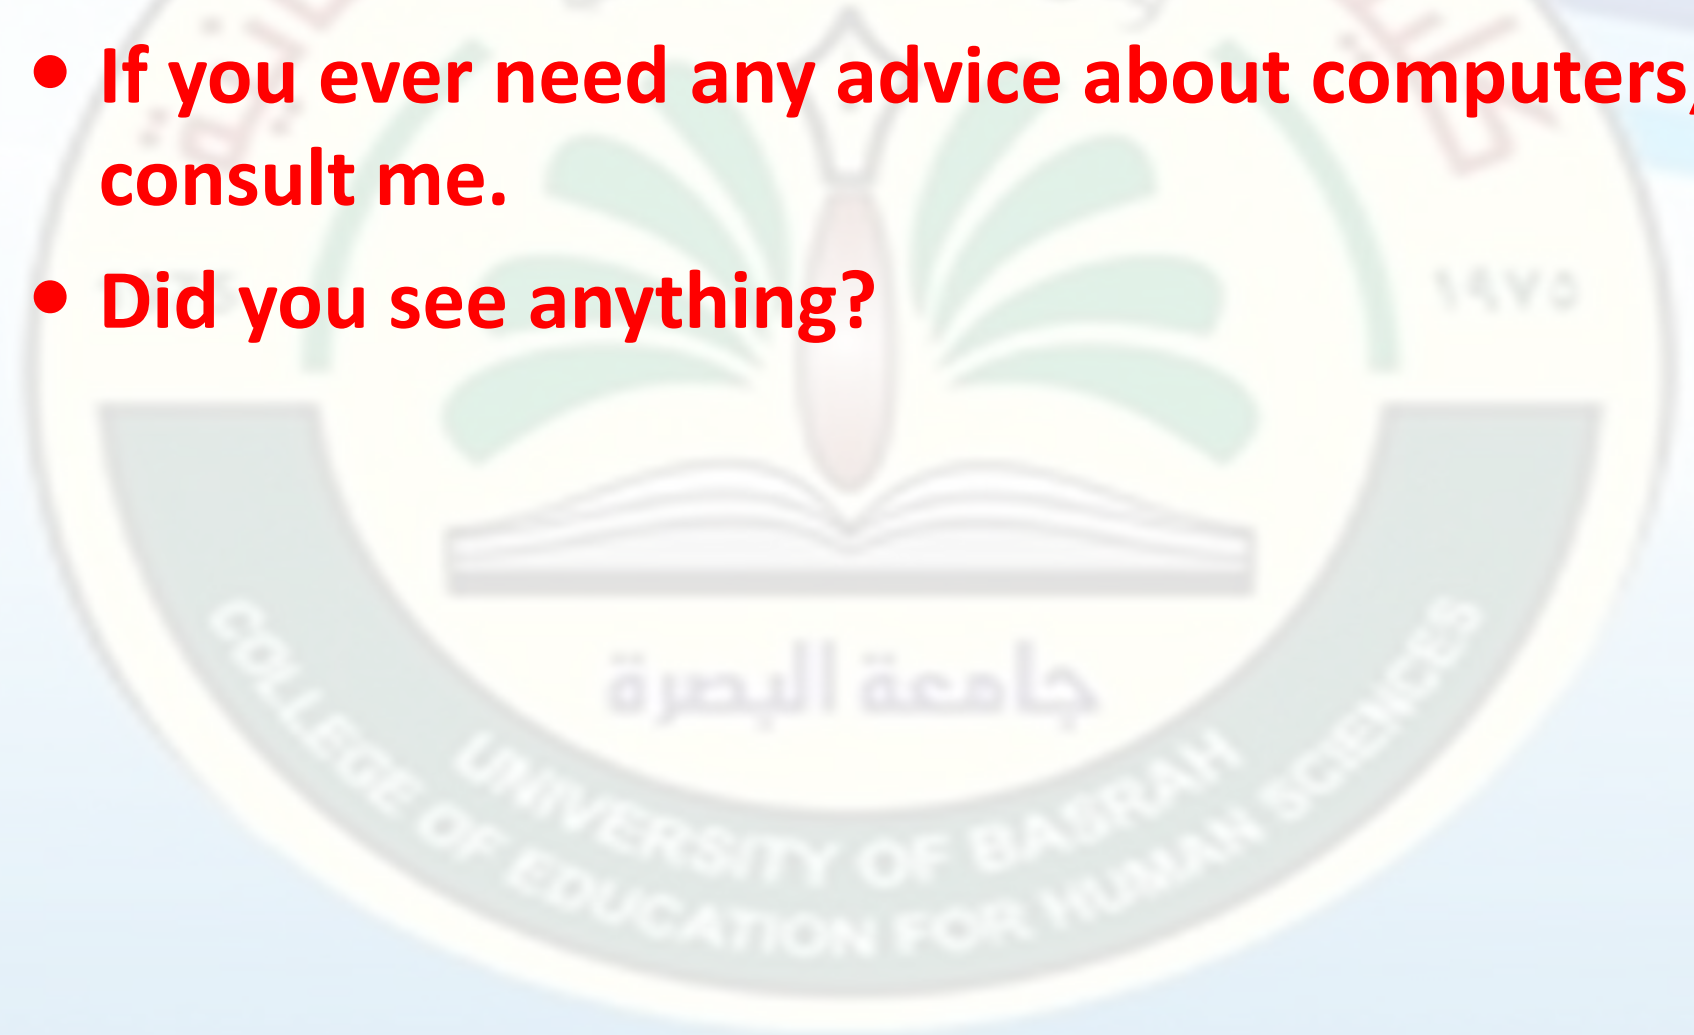 • If you ever need any advice about computers,
consult me.
• Did you see anything?
١٩٧٥
جامعة البصرة
UNIVERSITY OF BASRAH
COLLEGE OF EDUCATION FOR HUMAN SCIENCES